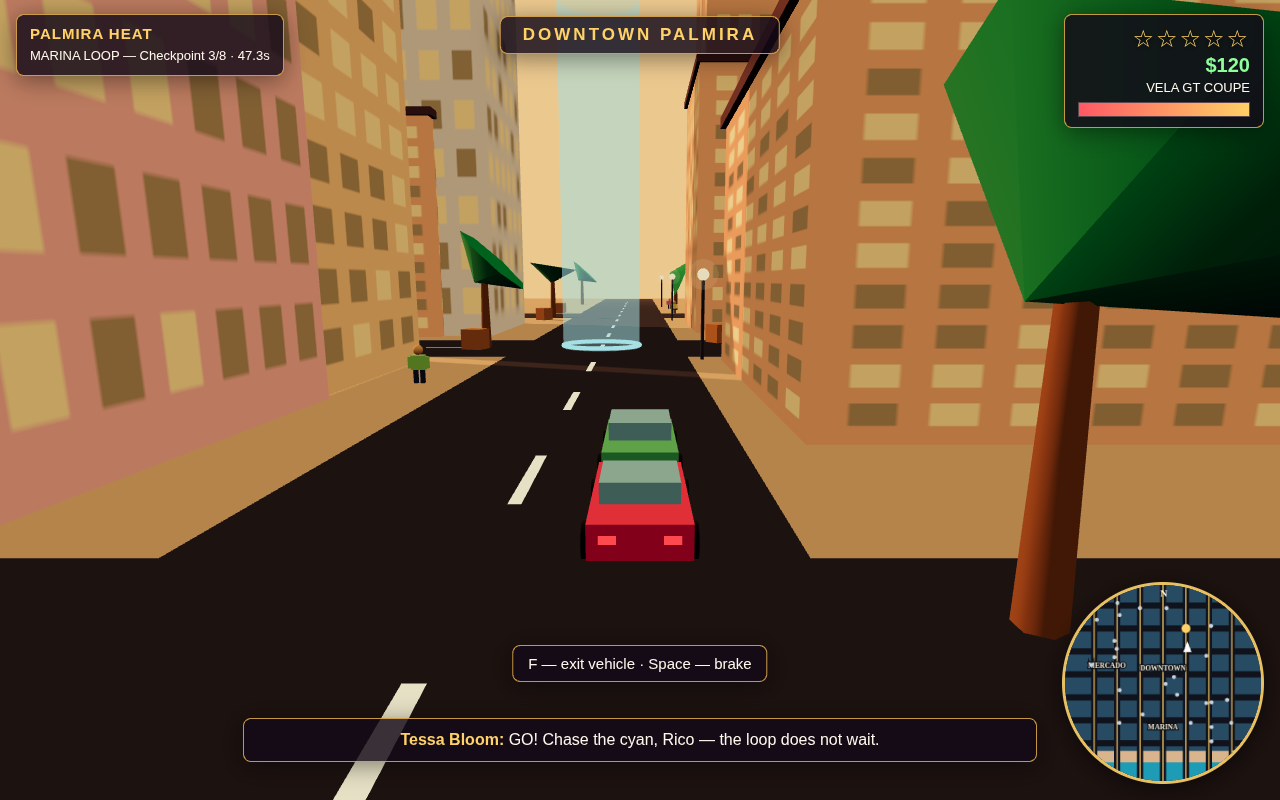 PALMIRA HEAT
MARINA LOOP — Checkpoint 3/8 · 47.3s
DOWNTOWN PALMIRA
☆☆☆☆☆
$120
VELA GT COUPE
F — exit vehicle · Space — brake
Tessa Bloom: GO! Chase the cyan, Rico — the loop does not wait.
N
MERCADO
DOWNTOWN
MARINA